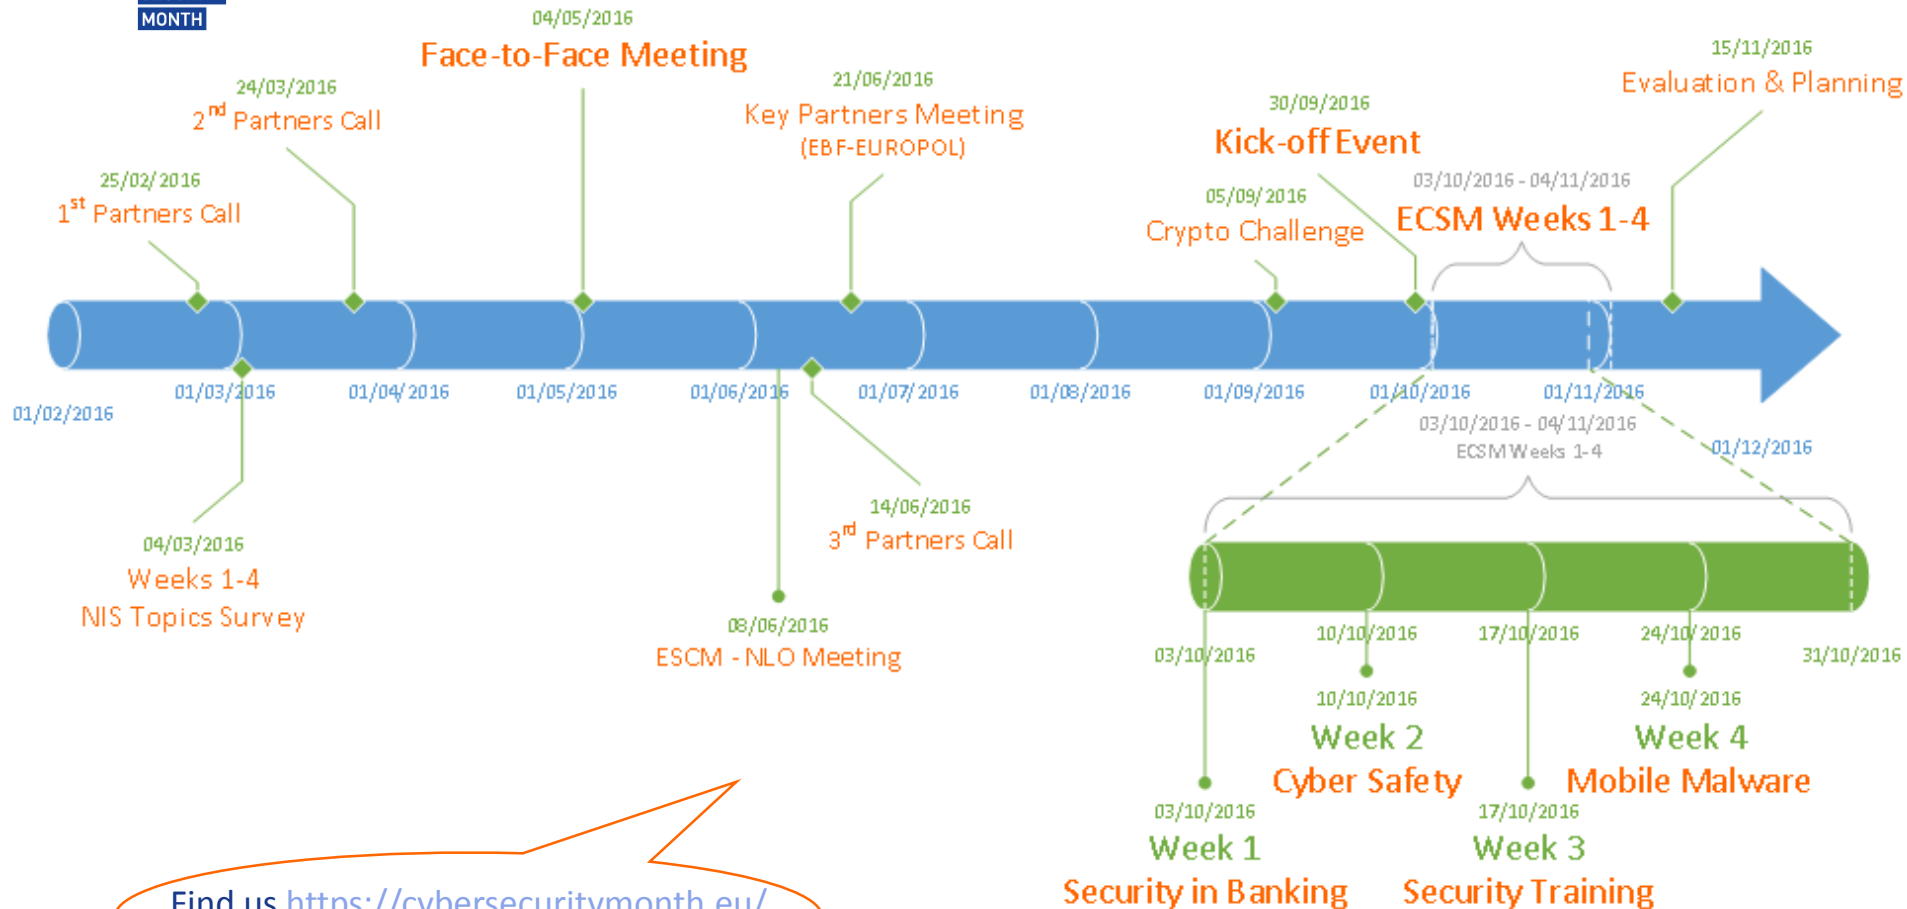 MONTH
04/05/2016
Face-to-Face Meeting
24/03/2016
2nd Partners Call
25/02/2016
1st Partners Call
21/06/2016
Key Partners Meeting
(EBF-EUROPOL)
05/09/2016
Crypto Challenge
30/09/2016
Kick-off Event
03/10/2016 - 04/11/2016
ECSM Weeks 1-4
15/11/2016
Evaluation & Planning
01/02/2016
01/03/2016
01/04/2016
01/05/2016
01/06/2016
01/07/2016
01/08/2016
01/09/2016
01/10/2016
01/11/2016
01/12/2016
04/03/2016
Weeks 1-4
NIS Topics Survey
08/06/2016
ESCM - NLO Meeting
14/06/2016
3rd Partners Call
03/10/2016 - 04/11/2016
ECSM Weeks 1-4
03/10/2016
10/10/2016
17/10/2016
24/10/2016
31/10/2016
10/10/2016
Week 2
Cyber Safety
24/10/2016
Week 4
Mobile Malware
03/10/2016
Week 1
Security in Banking
17/10/2016
Week 3
Security Training
Find us https://cybersecuritymonth.eu/